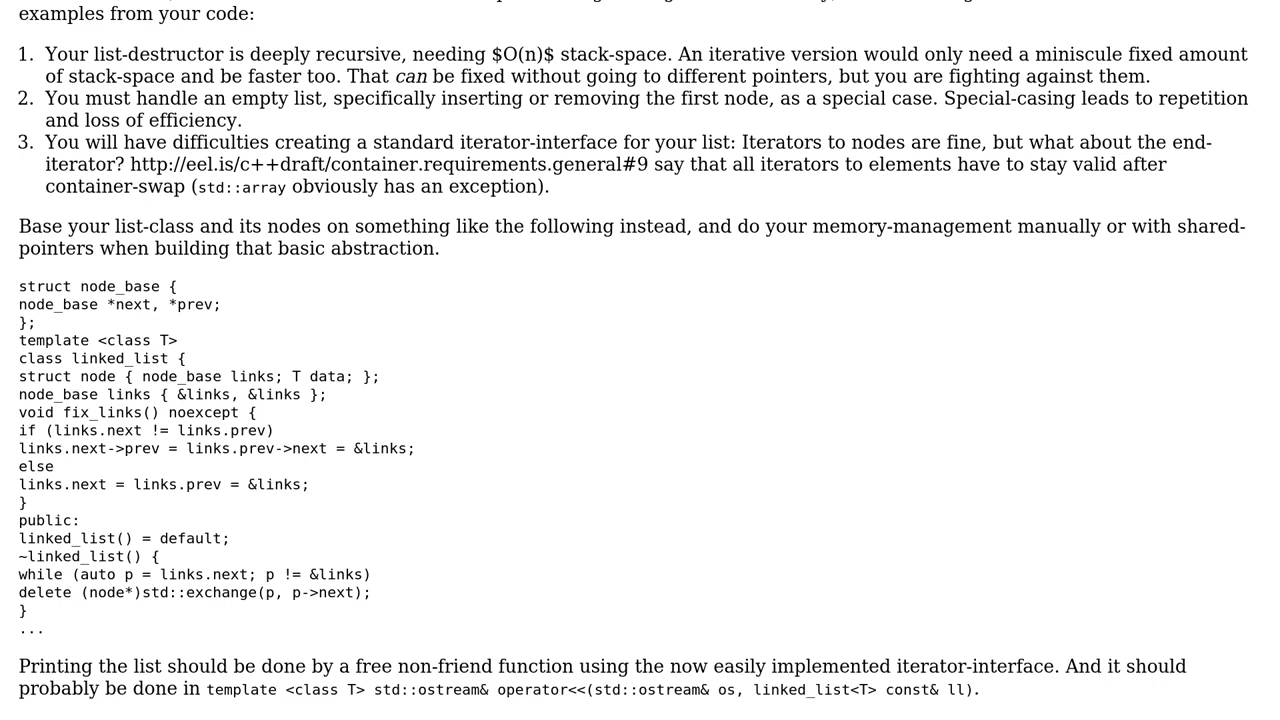 examples from your code:
1. Your list-destructor is deeply recursive, needing $O(n)$ stack-space. An iterative version would only need a miniscule fixed amount
of stack-space and be faster too. That can be fixed without going to different pointers, but you are fighting against them.
2. You must handle an empty list, specifically inserting or removing the first node, as a special case. Special-casing leads to repetition
and loss of efficiency.
3. You will have difficulties creating a standard iterator-interface for your list: Iterators to nodes are fine, but what about the end-
iterator? http://eel.is/c++draft/container.requirements.general#9 say that all iterators to elements have to stay valid after
container-swap (std::array obviously has an exception).
Base your list-class and its nodes on something like the following instead, and do your memory-management manually or with shared-
pointers when building that basic abstraction.
struct node_base {
node_base *next, *prev;
};
template <class T>
class linked_list {
struct node { node_base links; T data; };
node_base links { &links, &links };
void fix_links() noexcept {
if (links.next != links.prev)
links.next->prev = links.prev->next = &links;
else
links.next = links.prev = &links;
}
public:
linked_list() = default;
~linked_list() {
while (auto p = links.next; p != &links)
delete (node*)std::exchange(p, p->next);
}
...
Printing the list should be done by a free non-friend function using the now easily implemented iterator-interface. And it should
probably be done in template <class T> std::ostream& operator<<(std::ostream& os, linked_list<T> const& ll).